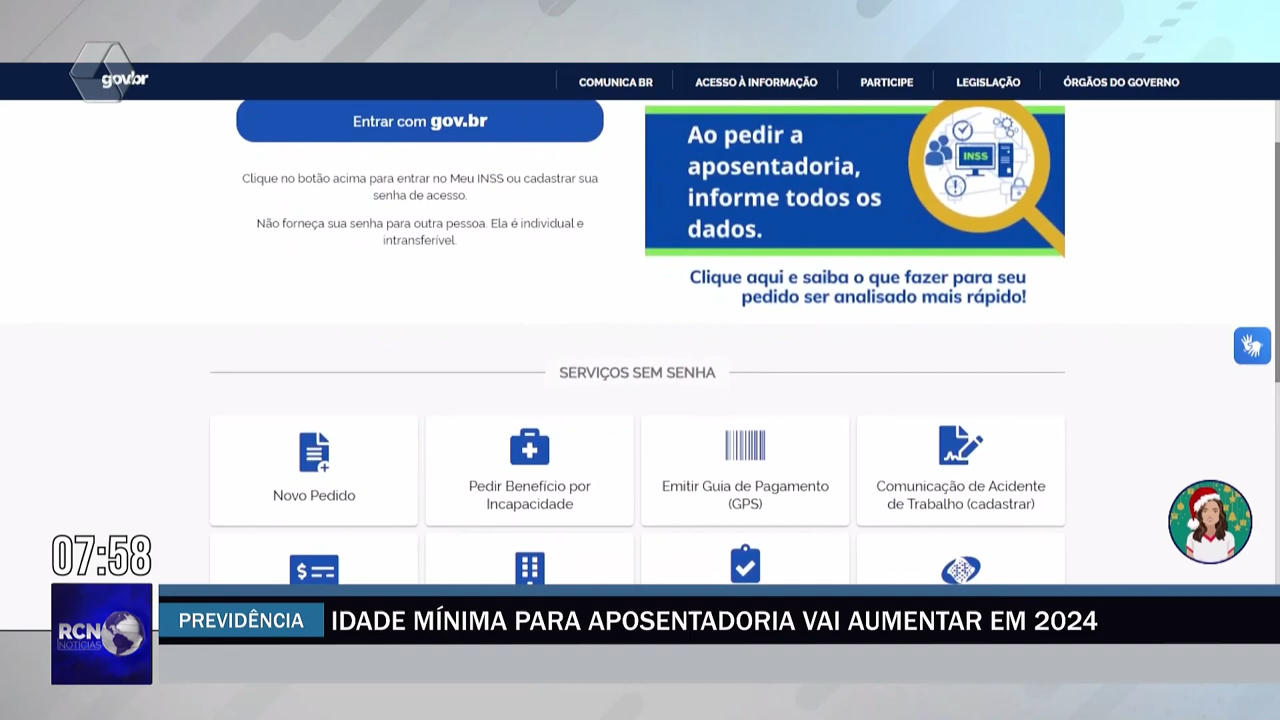 gov.br
COMUNICA BR
ACESSO À INFORMAÇÃO
PARTICIPE
LEGISLAÇÃO
ÓRGÃOS DO GOVERNO
Entrar com gov.br
Clique no botão acima para entrar no Meu INSS ou cadastrar sua
senha de acesso.
Não forneça sua senha para outra pessoa. Ela é individual e
intransferível.
Ao pedir a
aposentadoria,
informe todos os
dados.
INSS
Clique aqui e saiba o que fazer para seu
pedido ser analisado mais rápido!
SERVIÇOS SEM SENHA
Novo Pedido
Pedir Benefício por
Incapacidade
Emitir Guia de Pagamento
(GPS)
Comunicação de Acidente
de Trabalho (cadastrar)
07:58
RCN
NOTÍCIAS
PREVIDÊNCIA
IDADE MÍNIMA PARA APOSENTADORIA VAI AUMENTAR EM 2024